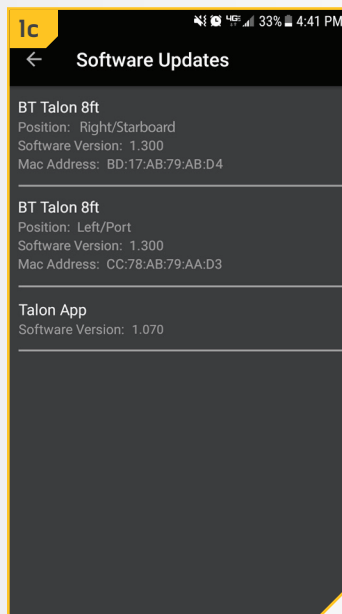 1c
4GE 33% 4:41 PM
Software Updates
BT Talon 8ft
Position: Right/Starboard
Software Version: 1.300
Mac Address: BD:17:AB:79:AB:D4
BT Talon 8ft
Position: Left/Port
Software Version: 1.300
Mac Address: CC:78:AB:79:AA:D3
Talon App
Software Version: 1.070